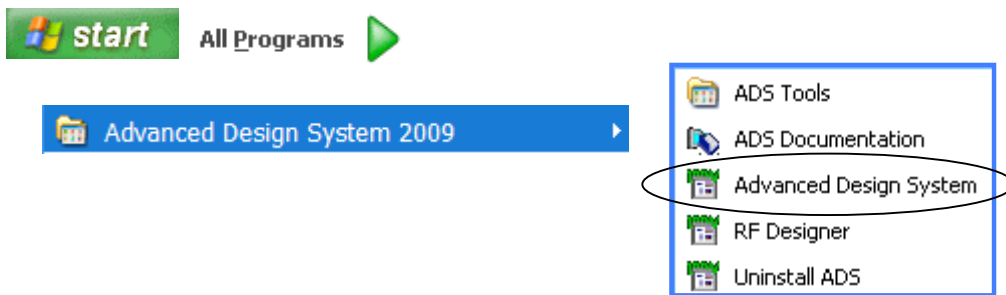 start
All Programs
Advanced Design System 2009
ADS Tools
ADS Documentation
Advanced Design System
RF Designer
Uninstall ADS